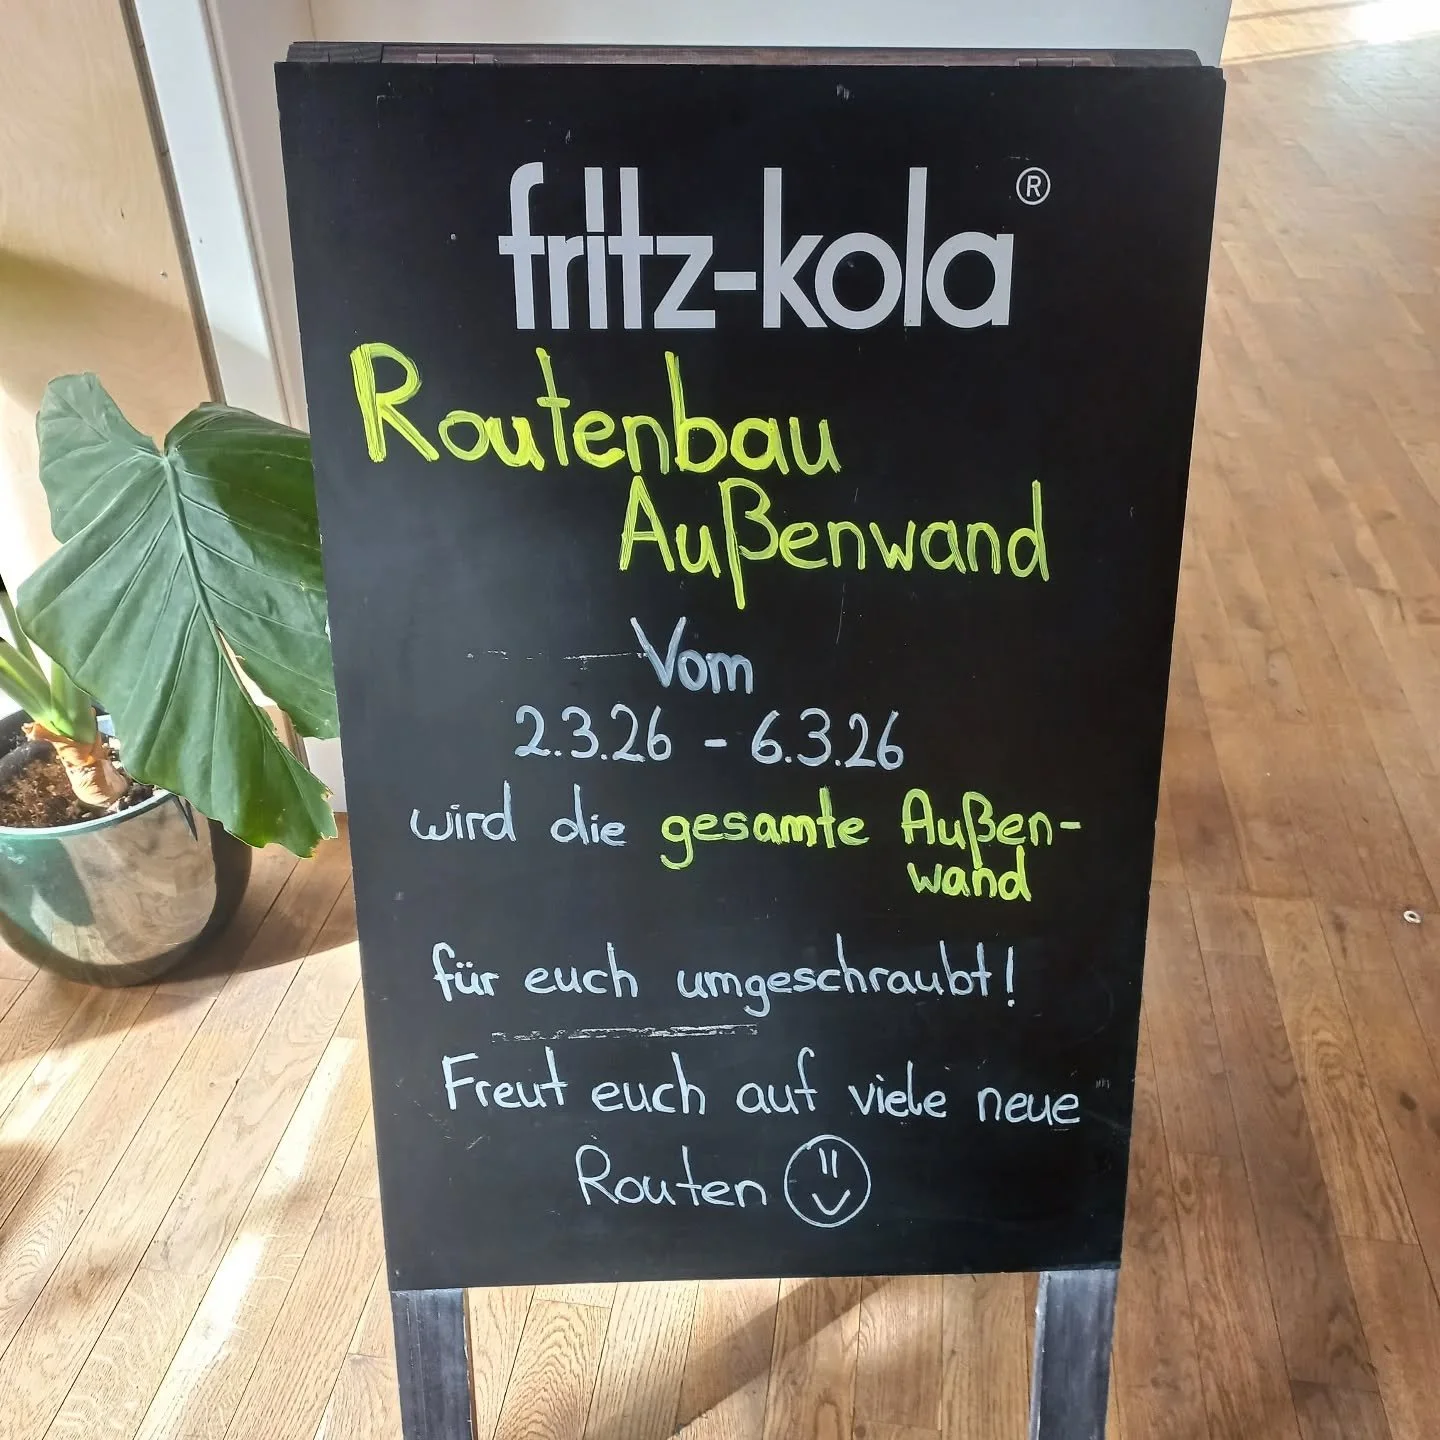 fritz-kola®
Routenbau
Außenwand
Vom
2.3.26 - 6.3.26
wird die gesamte Außen-
wand
für euch umgeschraubt!
Freut euch auf viele neue
Routen